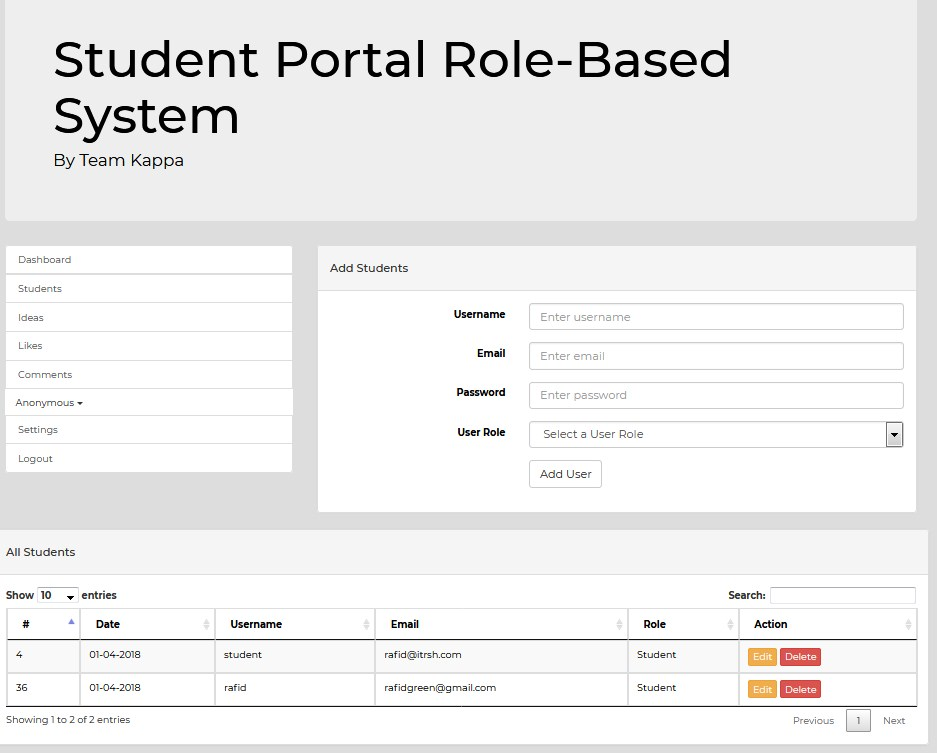 Student Portal Role-Based
System
By Team Kappa
Dashboard
Students
Ideas
Likes
Comments
Anonymous
Settings
Logout
Add Students
Username Enter username
Email Enter email
Password Enter password
User Role Select a User Role
Add User
All Students
Show 10 entries Search:
# Date Username Email Role Action
4 01-04-2018 student rafid@itrsh.com Student Edit Delete
36 01-04-2018 rafid rafidgreen@gmail.com Student Edit Delete
Showing 1 to 2 of 2 entries Previous 1 Next